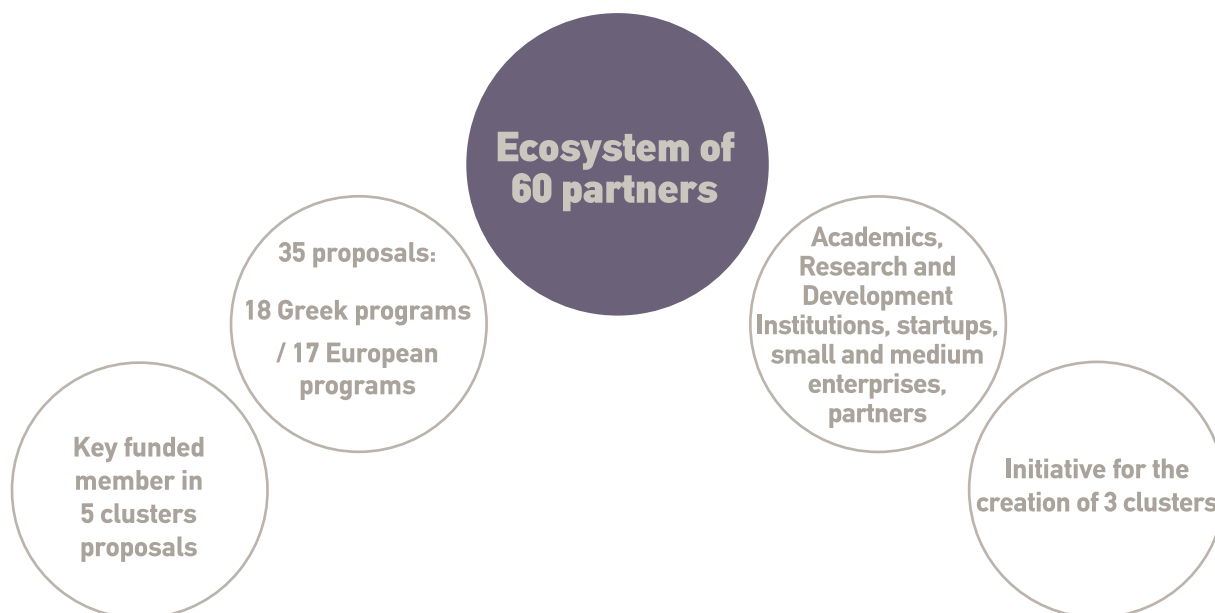 Ecosystem of
60 partners
35 proposals:
18 Greek programs
/ 17 European
programs
Academics,
Research and
Development
Institutions, startups,
small and medium
enterprises,
partners
Key funded
member in
5 clusters
proposals
Initiative for the
creation of 3 clusters